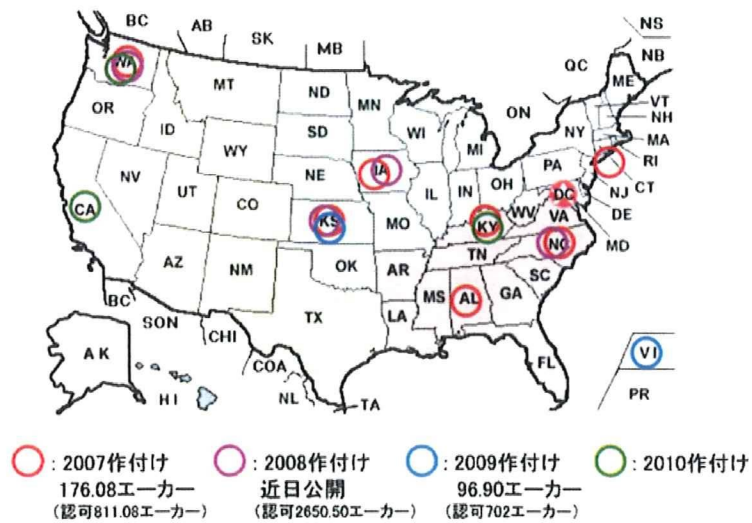 BC
AB
SK
MB
NS
NB
QC
ON
WA
MT
ND
MN
ME
VT
NH
MA
RI
CT
NJ
DE
MD
OR
ID
SD
WI
MI
NY
WY
IA
NE
PA
NV
UT
CO
IL
IN
OH
WV
DC
VA
CA
KS
MO
KY
NC
TN
AZ
NM
OK
AR
SC
MS
AL
GA
TX
LA
FL
BC
SON
CHI
COA
NL
TA
AK
HI
VI
PR
: 2007作付け
176.08エーカー
(認可811.08エーカー)
: 2008作付け
近日公開
(認可2650.50エーカー)
: 2009作付け
96.90エーカー
(認可702エーカー)
: 2010作付け